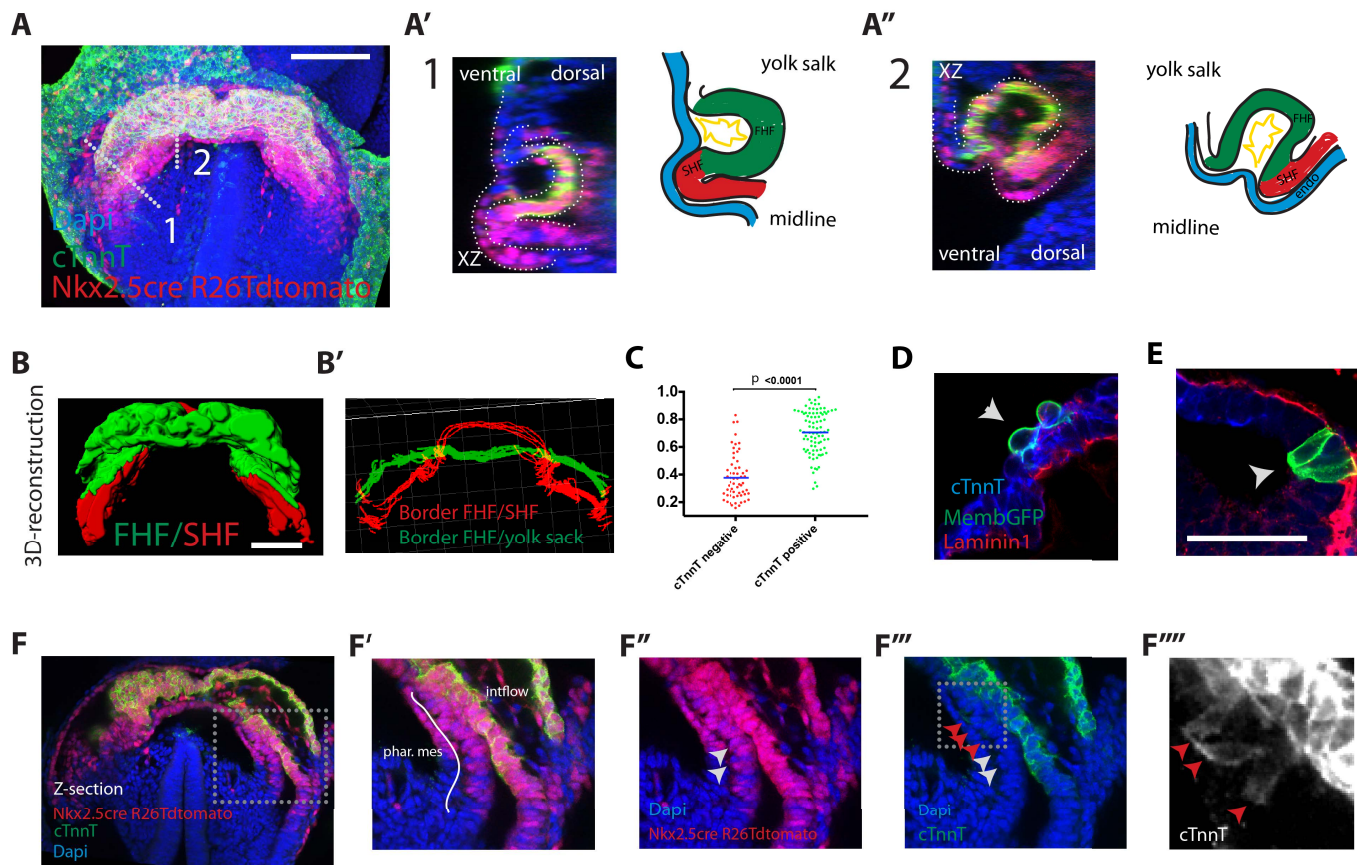 A
1
2
Dapi
cTnnT
Nkx2.5cre R26Tdtomato
A'
1
ventral dorsal
XZ
yolk salk
FHF
SHF
midline
A''
2
XZ
ventral dorsal
yolk salk
FHF
SHF
endo
midline
3D-reconstruction
B
FHF/SHF
B'
Border FHF/SHF
Border FHF/yolk sack
C
p <0.0001
1.0
0.8
0.6
0.4
0.2
cTnnT negative
cTnnT positive
D
cTnnT
MembGFP
Laminin1
E
F
Z-section
Nkx2.5cre R26Tdtomato
cTnnT
Dapi
F'
intflow
phar. mes
F''
Dapi
Nkx2.5cre R26Tdtomato
F'''
Dapi
cTnnT
F''''
cTnnT